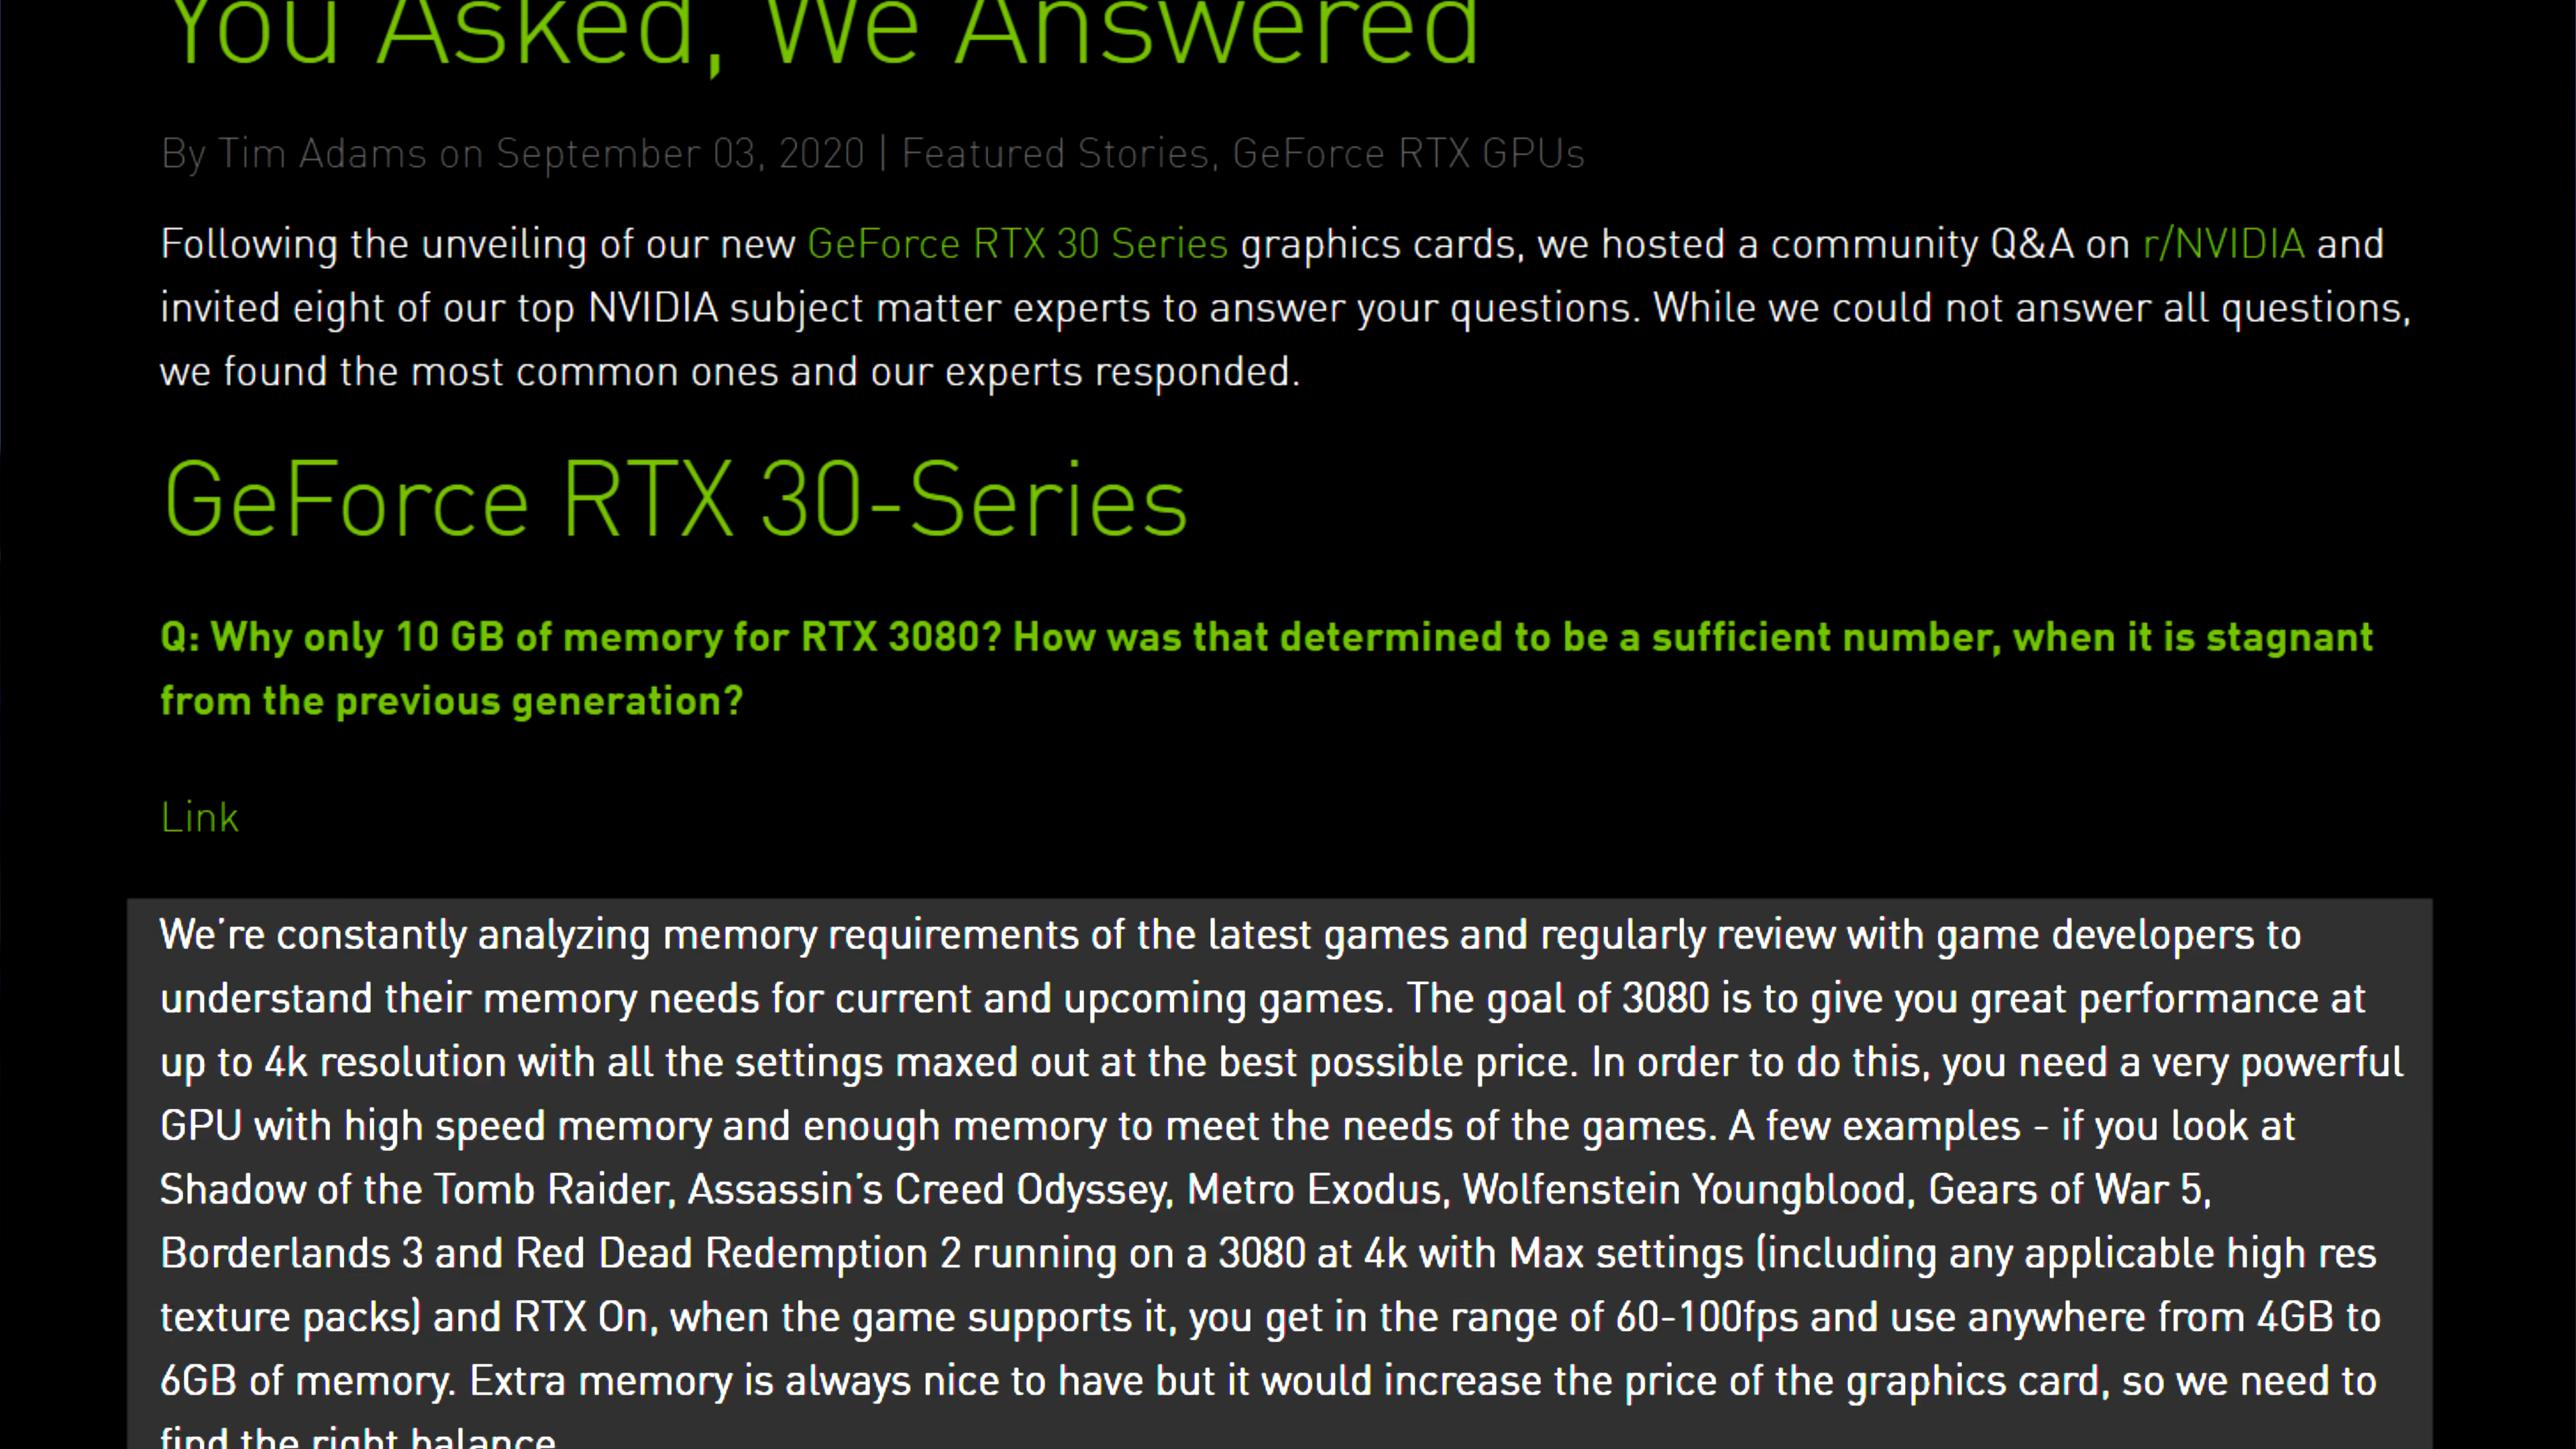 You Asked, We Answered
By Tim Adams on September 03, 2020 | Featured Stories, GeForce RTX GPUs
Following the unveiling of our new GeForce RTX 30 Series graphics cards, we hosted a community Q&A on r/NVIDIA and
invited eight of our top NVIDIA subject matter experts to answer your questions. While we could not answer all questions,
we found the most common ones and our experts responded.
GeForce RTX 30-Series
Q: Why only 10 GB of memory for RTX 3080? How was that determined to be a sufficient number, when it is stagnant
from the previous generation?
Link
We’re constantly analyzing memory requirements of the latest games and regularly review with game developers to
understand their memory needs for current and upcoming games. The goal of 3080 is to give you great performance at
up to 4k resolution with all the settings maxed out at the best possible price. In order to do this, you need a very powerful
GPU with high speed memory and enough memory to meet the needs of the games. A few examples - if you look at
Shadow of the Tomb Raider, Assassin’s Creed Odyssey, Metro Exodus, Wolfenstein Youngblood, Gears of War 5,
Borderlands 3 and Red Dead Redemption 2 running on a 3080 at 4k with Max settings (including any applicable high res
texture packs) and RTX On, when the game supports it, you get in the range of 60-100fps and use anywhere from 4GB to
6GB of memory. Extra memory is always nice to have but it would increase the price of the graphics card, so we need to
find the right balance